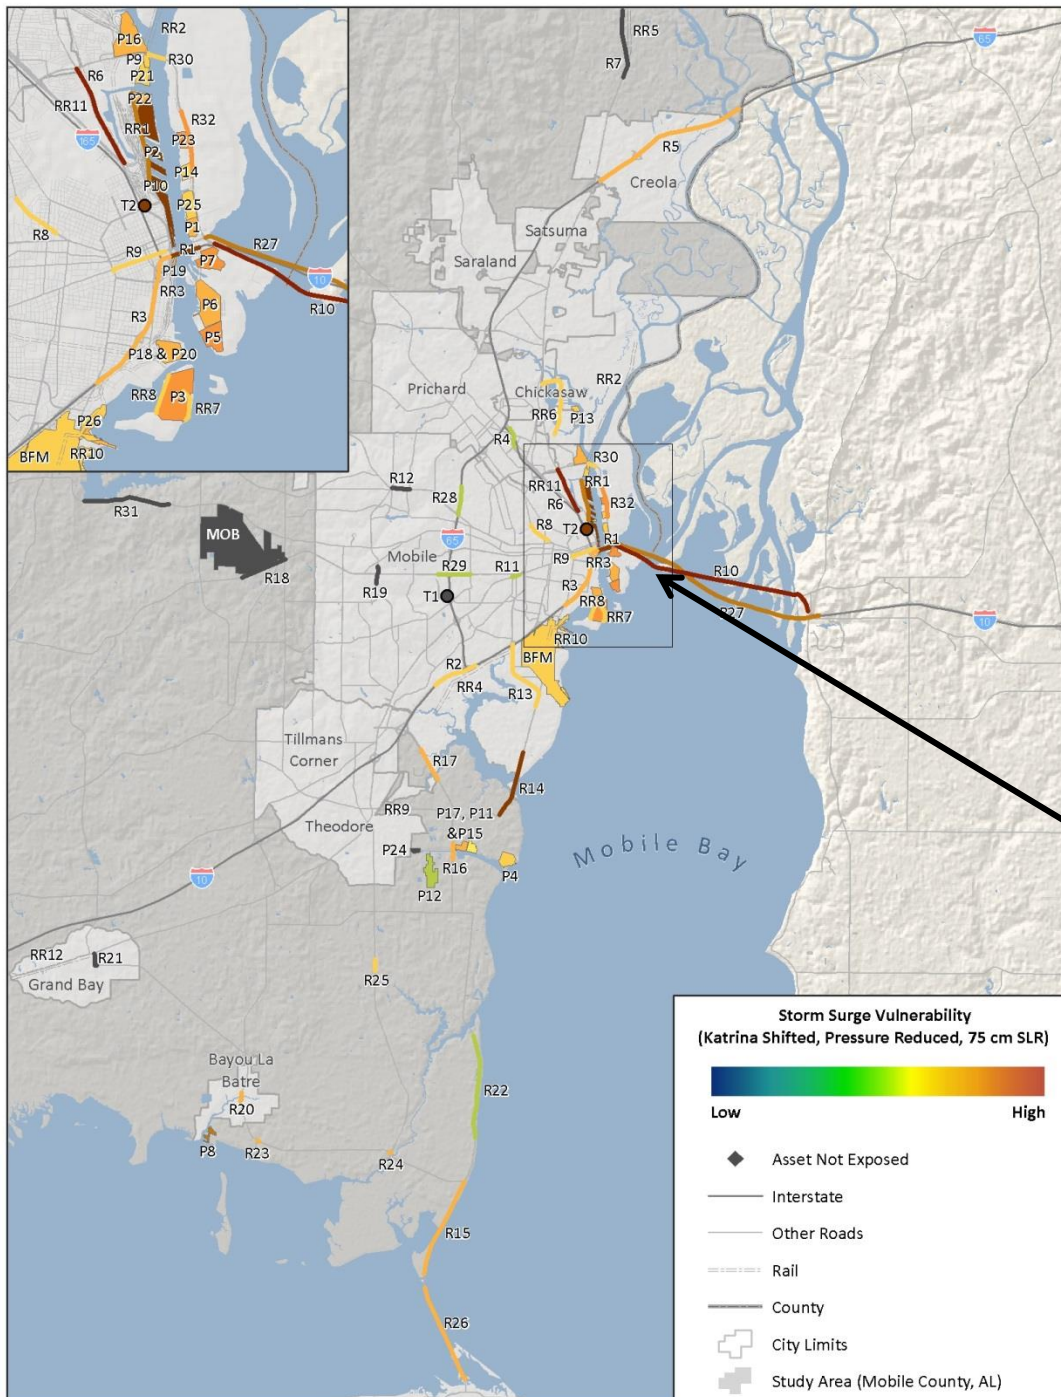 P16
RR2
P9
R30
R6
P21
RR11
P22
R32
RR1
165
P23
P2
P14
P10
T2
P25
R8
P1
R9
R1
R27
P19
P7
10
RR3
R10
R3
P6
P5
P18 & P20
RR8
P3
RR7
P26
BFM
RR10
RR5
65
R7
R5
Creola
Satsuma
Saraland
Prichard
Chickasaw
RR2
RR6
P13
R4
R30
R12
RR11
RR1
R28
R6
R32
R31
MOB
R8
T2
65
R1
Mobile
R9
RR3
R18
R29
R11
R10
R19
R3
T1
RR8
R27
RR7
10
RR10
R2
BFM
RR4
R13
Tillmans
Corner
R17
R14
RR9
P17, P11
&P15
Theodore
P24
R16
P4
P12
10
Mobile Bay
RR12
R21
Grand Bay
R25
Bayou La
Batre
R22
R20
P8
R23
R24
R15
R26
Storm Surge Vulnerability
(Katrina Shifted, Pressure Reduced, 75 cm SLR)
Low
High
Asset Not Exposed
Interstate
Other Roads
Rail
County
City Limits
Study Area (Mobile County, AL)